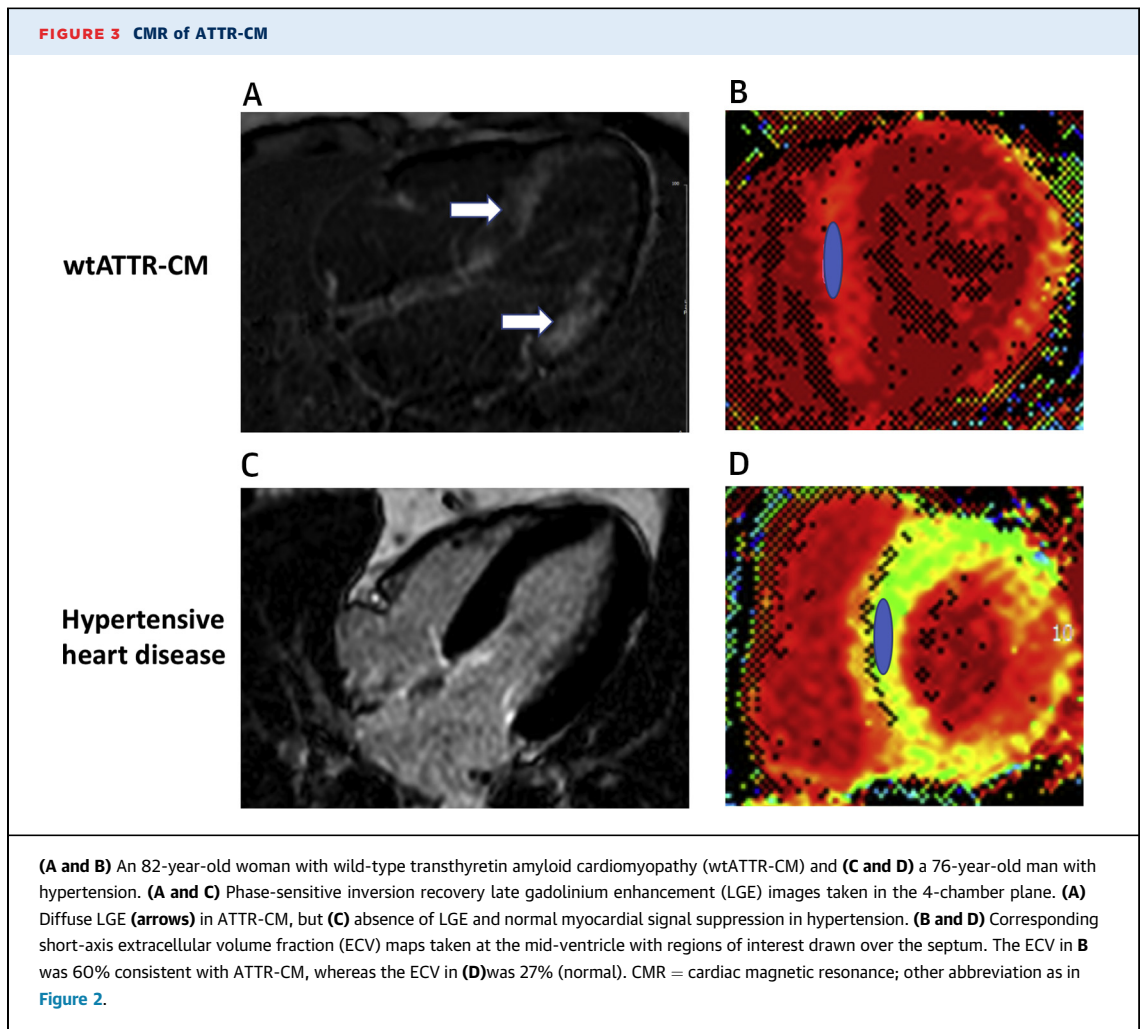 FIGURE 3 CMR of ATTR-CM
A
B
wtATTR-CM
C
D
Hypertensive
heart disease
10
(A and B) An 82-year-old woman with wild-type transthyretin amyloid cardiomyopathy (wtATTR-CM) and (C and D) a 76-year-old man with
hypertension. (A and C) Phase-sensitive inversion recovery late gadolinium enhancement (LGE) images taken in the 4-chamber plane. (A)
Diffuse LGE (arrows) in ATTR-CM, but (C) absence of LGE and normal myocardial signal suppression in hypertension. (B and D) Corresponding
short-axis extracellular volume fraction (ECV) maps taken at the mid-ventricle with regions of interest drawn over the septum. The ECV in B
was 60% consistent with ATTR-CM, whereas the ECV in (D)was 27% (normal). CMR = cardiac magnetic resonance; other abbreviation as in
Figure 2.